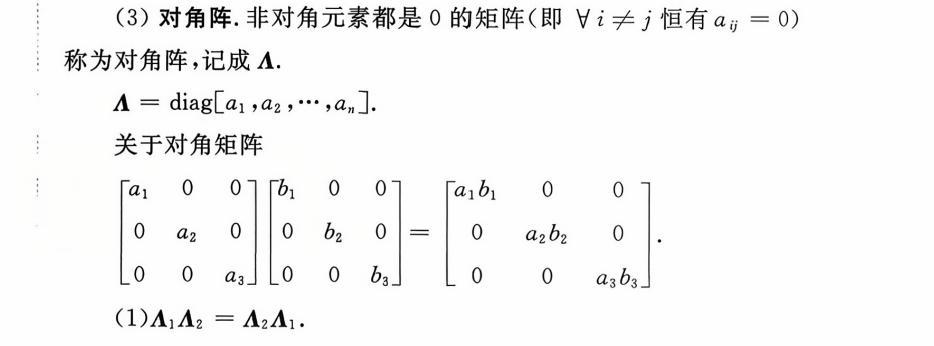 (3) 对角阵. 非对角元素都是 0 的矩阵(即 ∀ i ≠ j 恒有 aᵢⱼ = 0)
称为对角阵,记成 Λ.
Λ = diag[a₁,a₂,⋯,aₙ].
关于对角矩阵
⎡a₁ 0 0⎤ ⎡b₁ 0 0⎤ ⎡a₁b₁ 0 0⎤
⎢0 a₂ 0⎥ ⎢0 b₂ 0⎥ = ⎢0 a₂b₂ 0⎥.
⎣0 0 a₃⎦ ⎣0 0 b₃⎦ ⎣0 0 a₃b₃⎦
(1)Λ₁Λ₂ = Λ₂Λ₁.